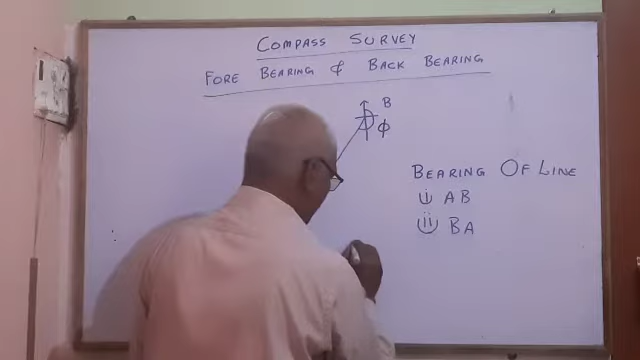 COMPASS SURVEY
FORE BEARING & BACK BEARING
B
ϕ
BEARING OF LINE
i) AB
ii) BA